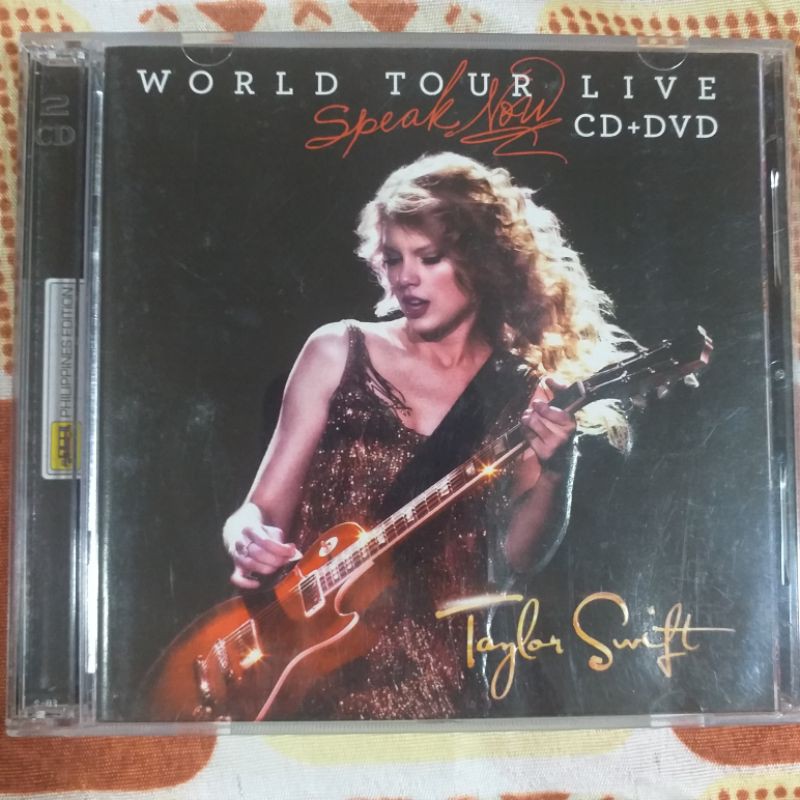 WORLD TOUR LIVE
Speak Now
CD+DVD
2
CD
PHILIPPINES EDITION
Taylor Swift